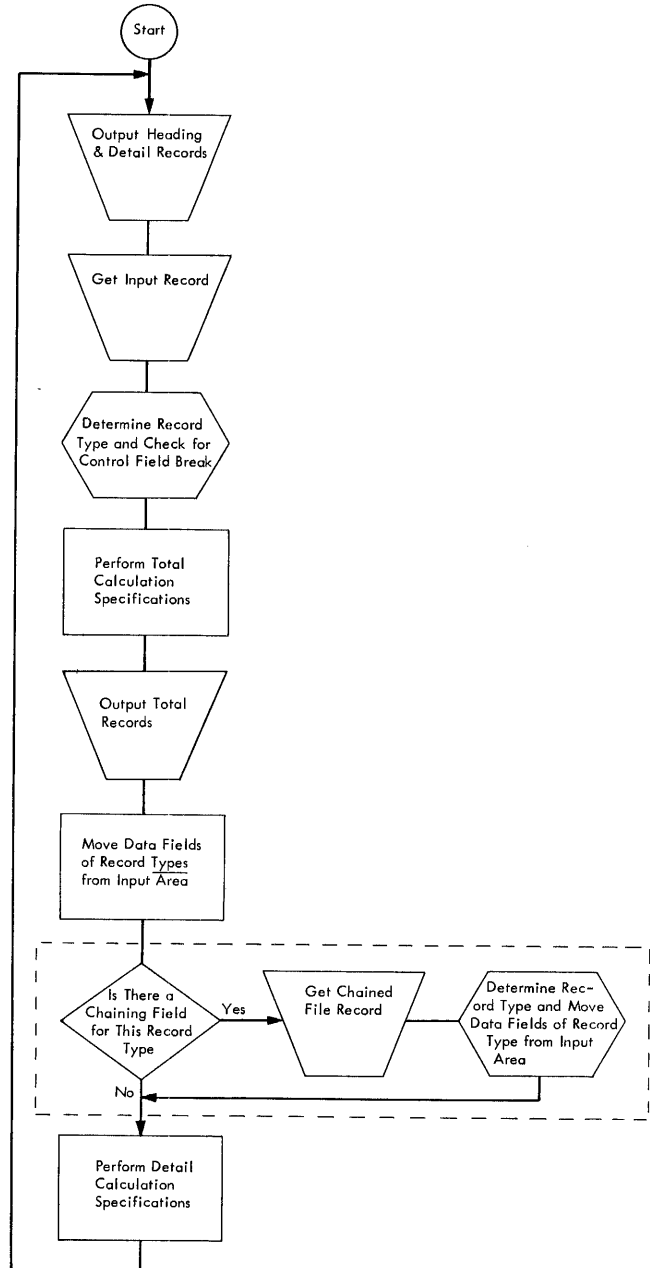 Start
Output Heading
& Detail Records
Get Input Record
Determine Record
Type and Check for
Control Field Break
Perform Total
Calculation
Specifications
Output Total
Records
Move Data Fields
of Record Types
from Input Area
Is There a
Chaining Field
for This Record
Type
Yes
Get Chained
File Record
Determine Rec-
ord Type and Move
Data Fields of Record
Type from Input
Area
No
Perform Detail
Calculation
Specifications